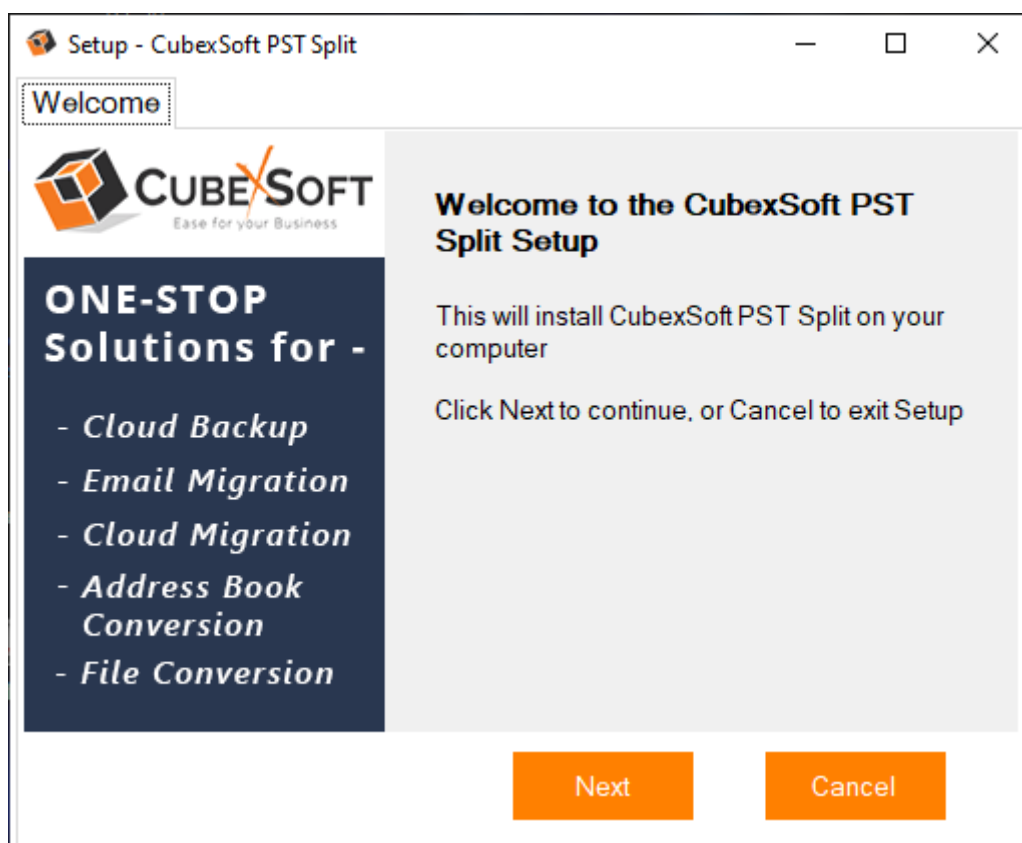 Setup - CubexSoft PST Split
Welcome
CUBEXSOFT
Ease for your Business
ONE-STOP
Solutions for -
- Cloud Backup
- Email Migration
- Cloud Migration
- Address Book
Conversion
- File Conversion
Welcome to the CubexSoft PST
Split Setup
This will install CubexSoft PST Split on your
computer
Click Next to continue, or Cancel to exit Setup
Next
Cancel